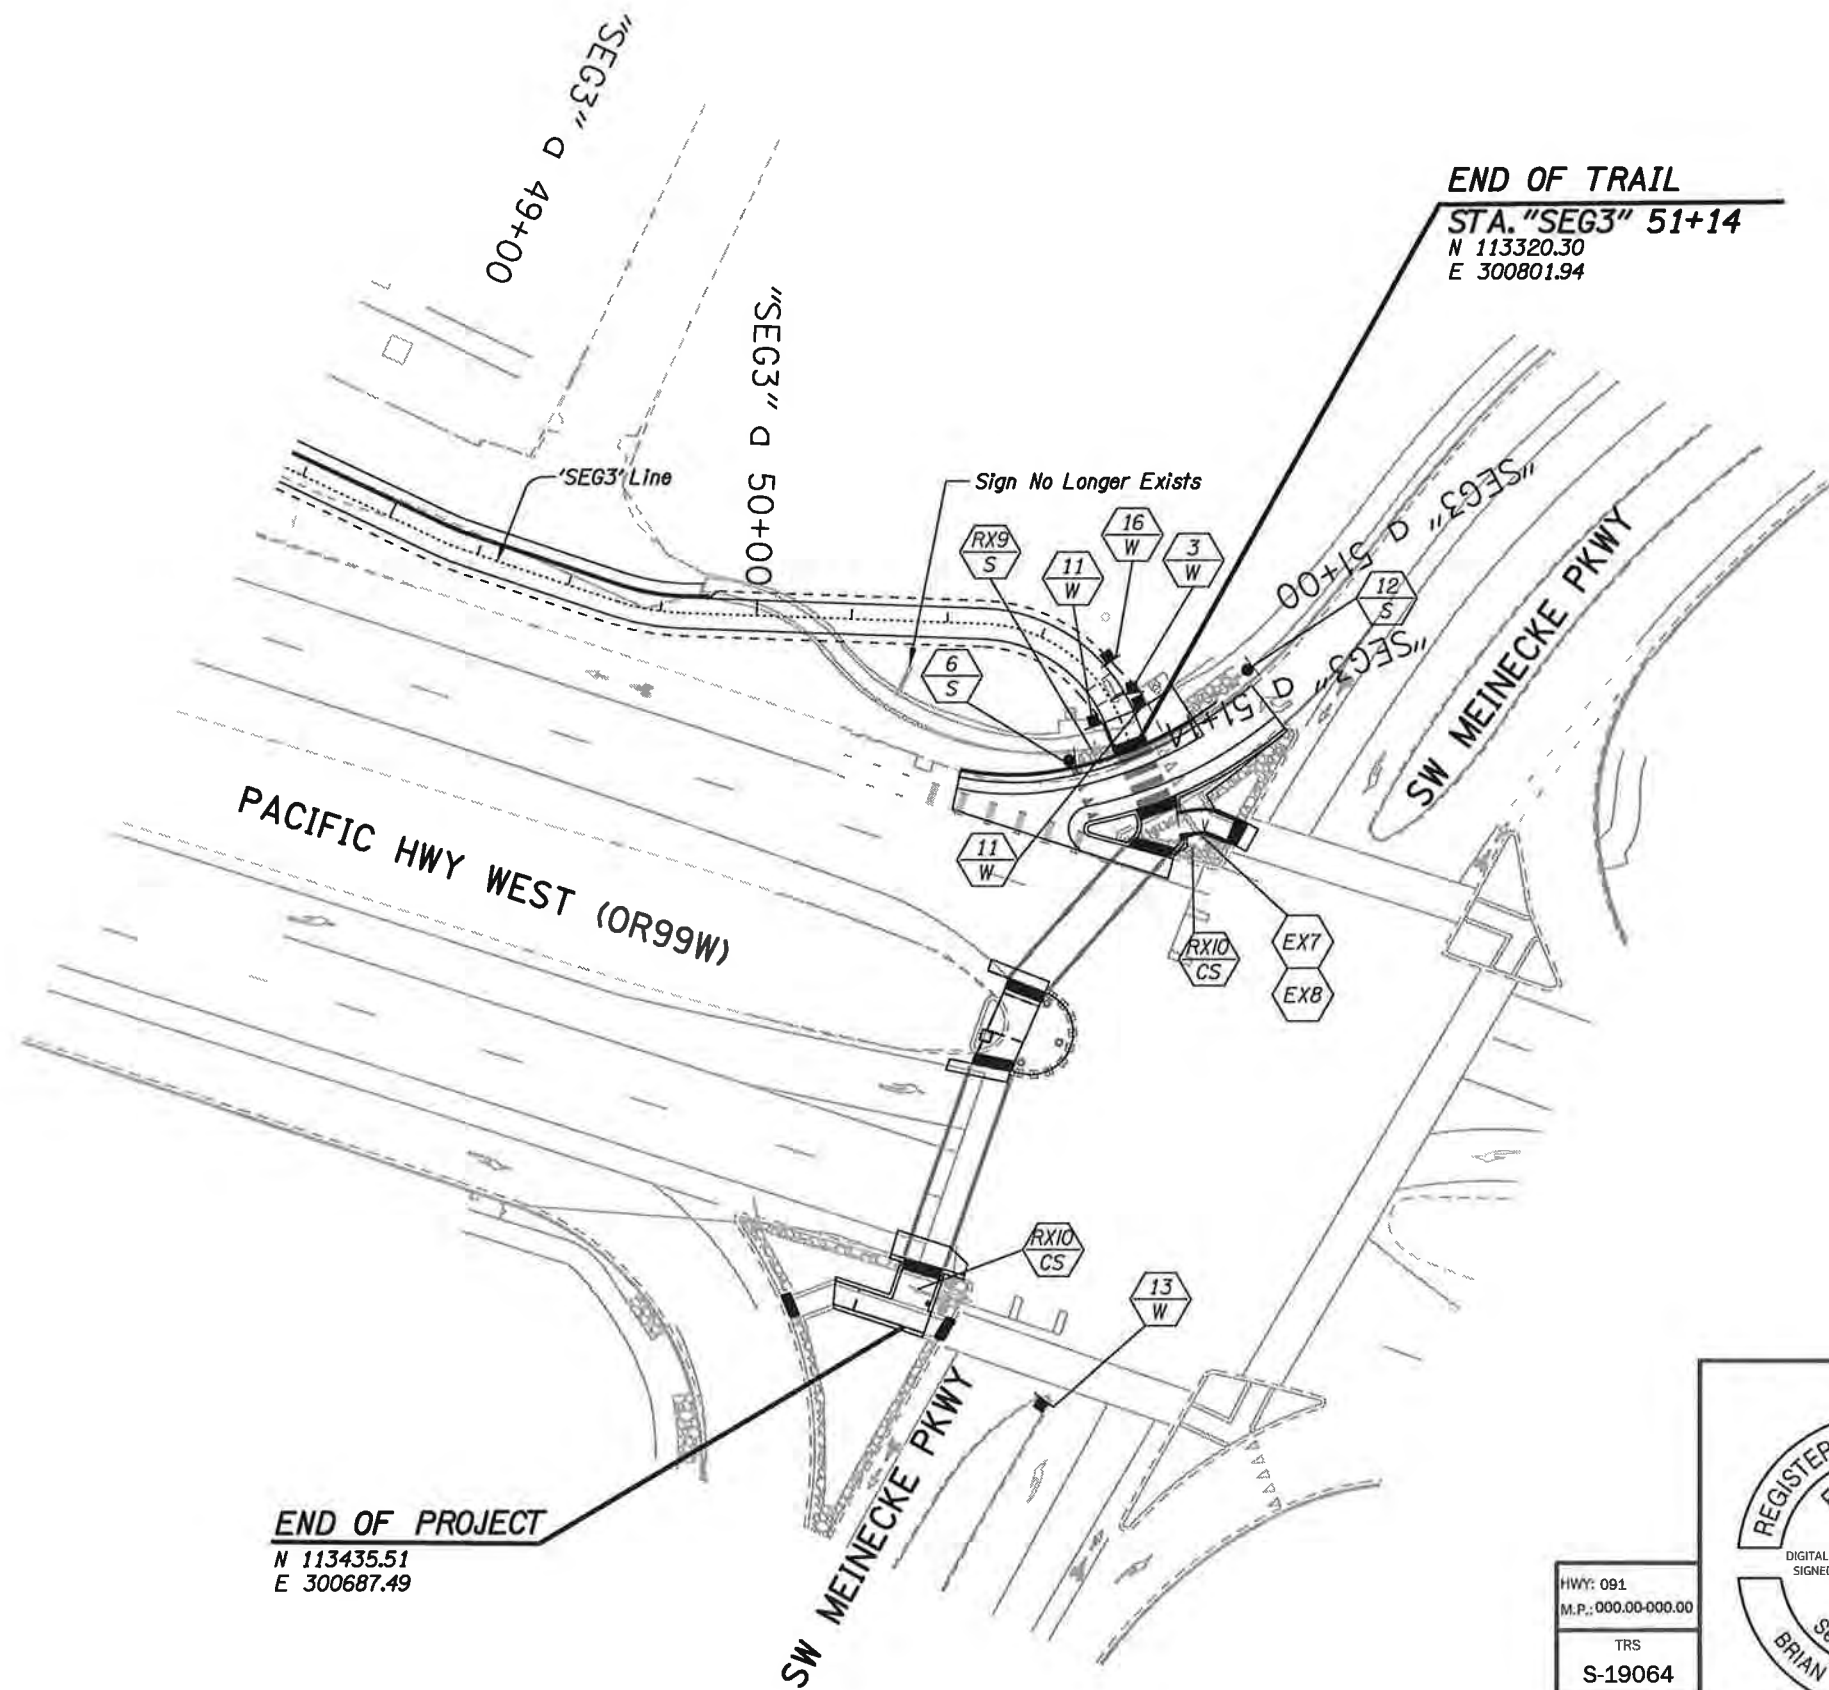 "SEG3" 49+00
END OF TRAIL
STA. "SEG3" 51+14
N 113320.30
E 300801.94
"SEG3" 50+00
'SEG3' Line
Sign No Longer Exists
"SEG3" 51+00
"SEG3" 51+14
RX9
S
11
W
16
W
3
W
12
S
6
S
SW MEINECKE PKWY
PACIFIC HWY WEST (OR99W)
11
W
RX10
CS
EX7
EX8
RX10
CS
13
W
SW MEINECKE PKWY
END OF PROJECT
N 113435.51
E 300687.49
HWY: 091
M.P.: 000.00-000.00
TRS
S-19064
REGISTER
DIGITAL
SIGNE
BRIAN